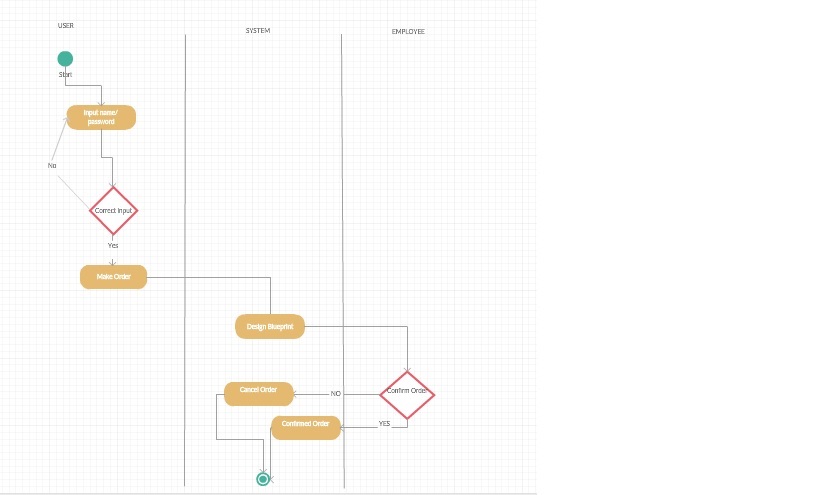 USER
SYSTEM
EMPLOYEE
Start
Input name/
password
No
Correct Input
Yes
Make Order
Design Blueprint
Cancel Order
NO
Confirm Order
Confirmed Order
YES